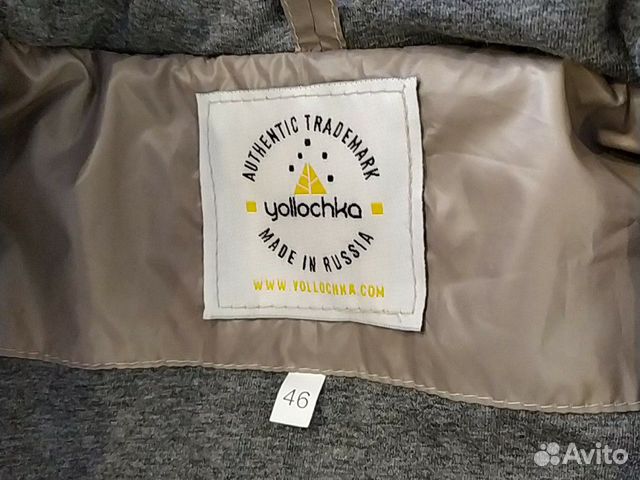 AUTHENTIC TRADEMARK
yollochka
MADE IN RUSSIA
WWW.YOLLOCHKA.COM
46
Avito